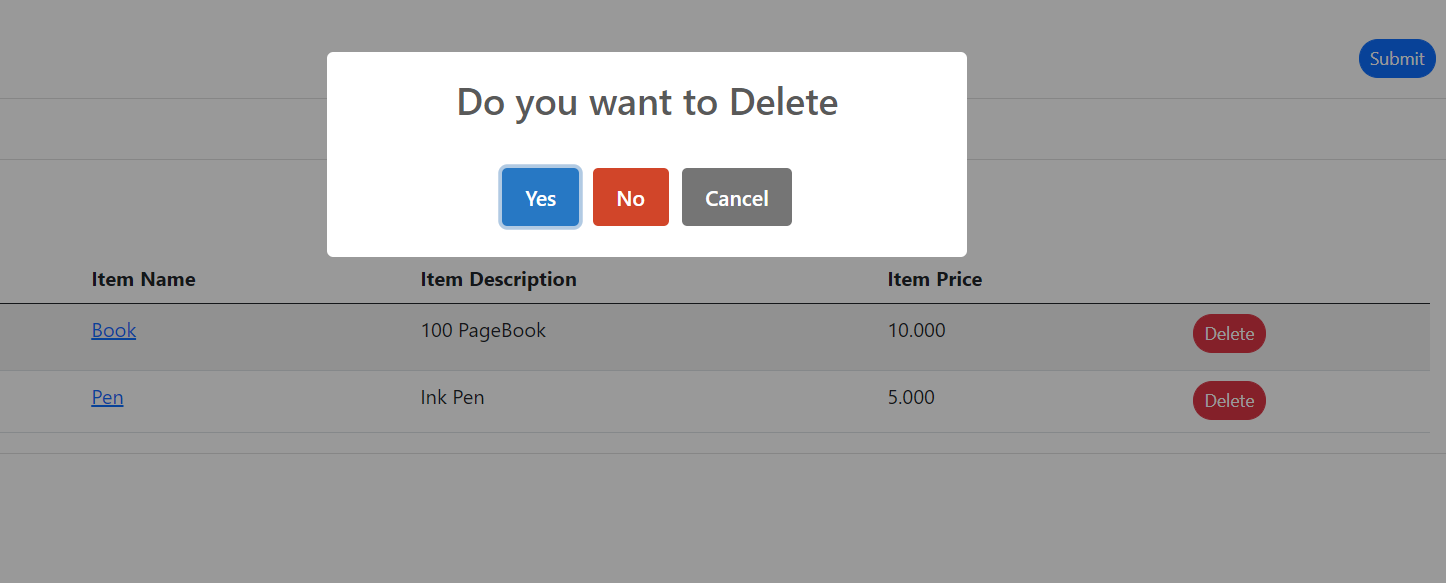 Submit
Do you want to Delete
Yes No Cancel
Item Name Item Description Item Price
Book 100 PageBook 10.000 Delete
Pen Ink Pen 5.000 Delete